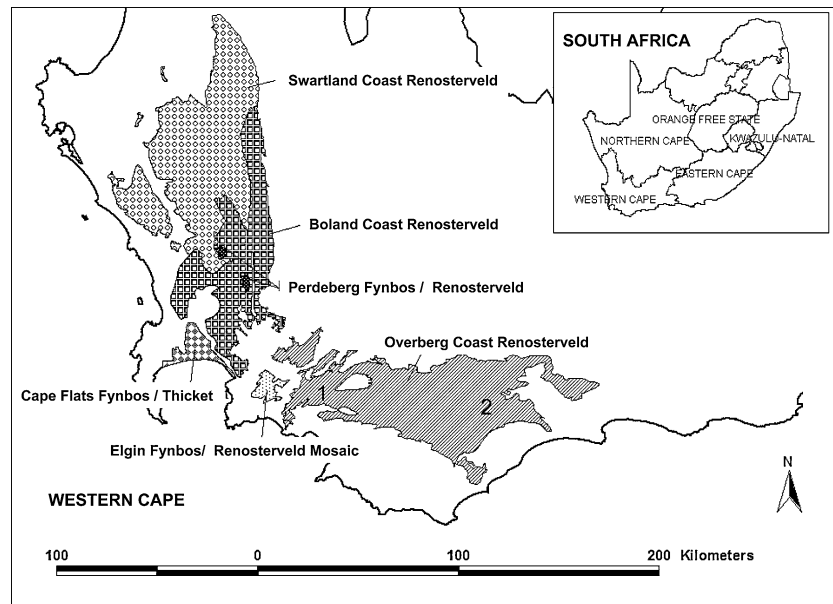 SOUTH AFRICA
ORANGE FREE STATE
NORTHERN CAPE
KWAZULU-NATAL
EASTERN CAPE
WESTERN CAPE
Swartland Coast Renosterveld
Boland Coast Renosterveld
Perdeberg Fynbos / Renosterveld
Overberg Coast Renosterveld
1
2
Cape Flats Fynbos / Thicket
Elgin Fynbos/ Renosterveld Mosaic
WESTERN CAPE
N
100 0 100 200 Kilometers